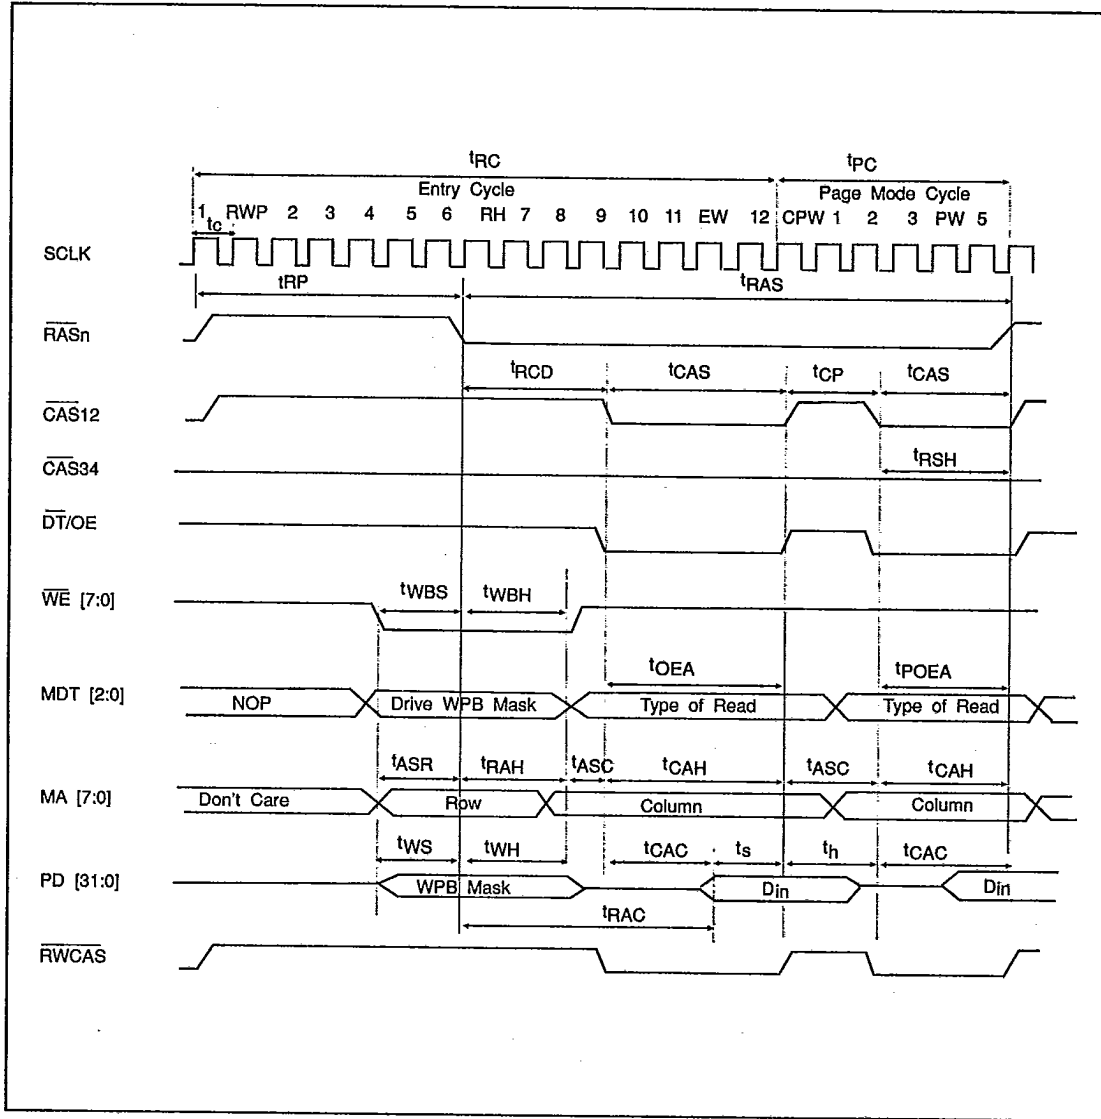 tRC tPC
Entry Cycle Page Mode Cycle
1 RWP 2 3 4 5 6 RH 7 8 9 10 11 EW 12 CPW 1 2 3 PW 5
tc
SCLK
tRP tRAS
RASn
tRCD tCAS tCP tCAS
CAS12
tRSH
CAS34
DT/OE
tWBS tWBH
WE [7:0]
tOEA tPOEA
MDT [2:0] NOP Drive WPB Mask Type of Read Type of Read
tASR tRAH tASC tCAH tASC tCAH
MA [7:0] Don't Care Row Column Column
tWS tWH tCAC ts th tCAC
PD [31:0] WPB Mask Din Din
tRAC
RWCAS